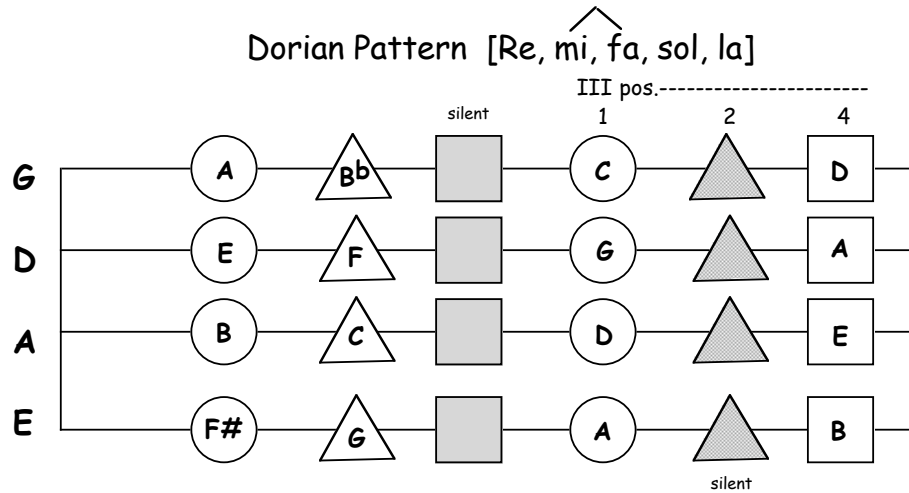 Dorian Pattern [Re, mi, fa, sol, la]
III pos.----------------------
silent 1 2 4
G A Bb C D
D E F G A
A B C D E
E F# G A B
silent